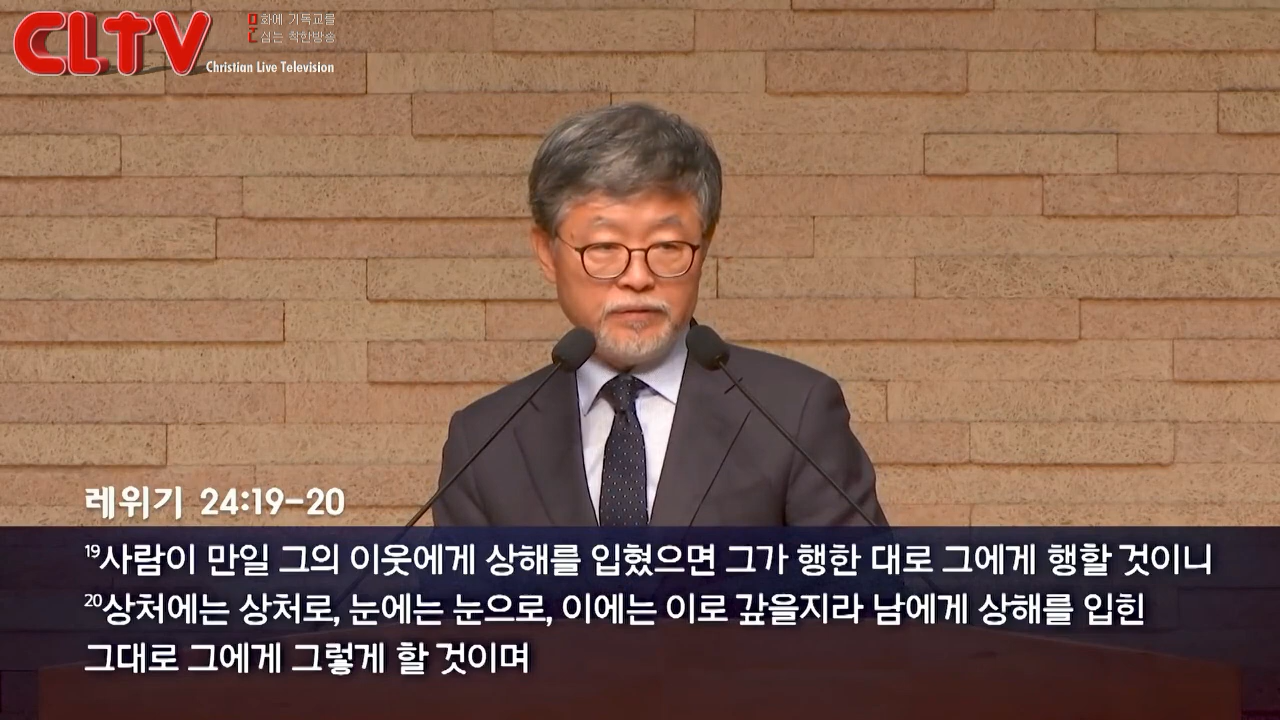 CLTV
문화에 기독교를
심는 착한방송
Christian Live Television
레위기 24:19-20
19사람이 만일 그의 이웃에게 상해를 입혔으면 그가 행한 대로 그에게 행할 것이니
20상처에는 상처로, 눈에는 눈으로, 이에는 이로 갚을지라 남에게 상해를 입힌
그대로 그에게 그렇게 할 것이며